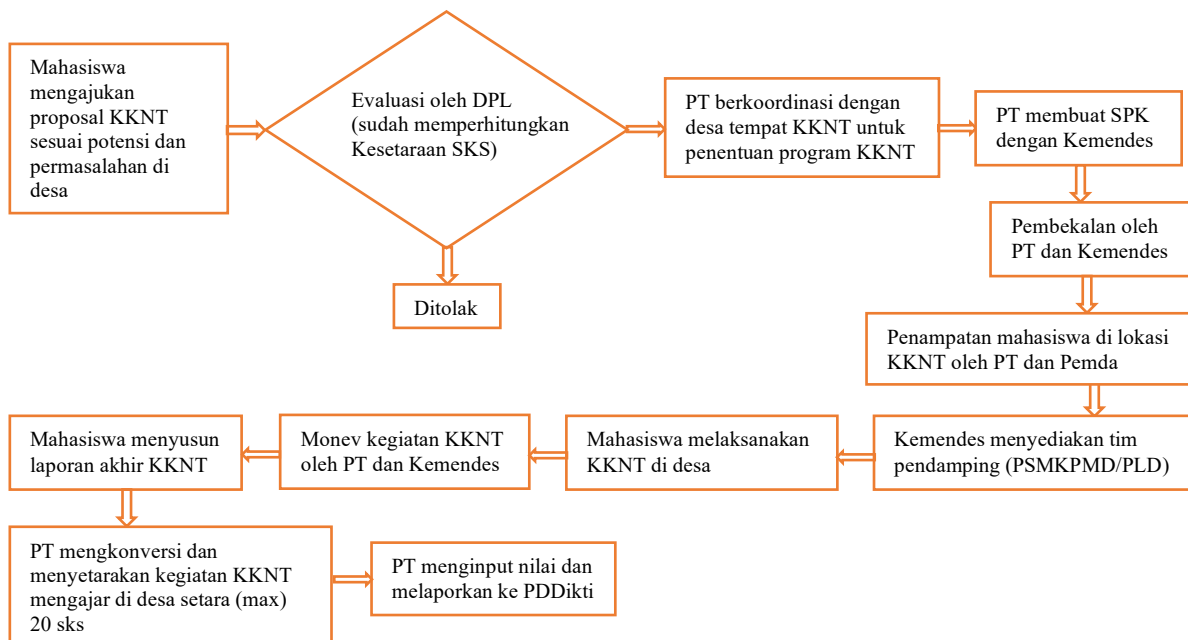 Mahasiswa
mengajukan
proposal KKNT
sesuai potensi dan
permasalahan di
desa
Evaluasi oleh DPL
(sudah memperhitungkan
Kesetaraan SKS)
Ditolak
PT berkoordinasi dengan
desa tempat KKNT untuk
penentuan program KKNT
PT membuat SPK
dengan Kemendes
Pembekalan oleh
PT dan Kemendes
Penampatan mahasiswa di lokasi
KKNT oleh PT dan Pemda
Kemendes menyediakan tim
pendamping (PSMKPMD/PLD)
Mahasiswa melaksanakan
KKNT di desa
Monev kegiatan KKNT
oleh PT dan Kemendes
Mahasiswa menyusun
laporan akhir KKNT
PT mengkonversi dan
menyetarakan kegiatan KKNT
mengajar di desa setara (max)
20 sks
PT menginput nilai dan
melaporkan ke PDDikti